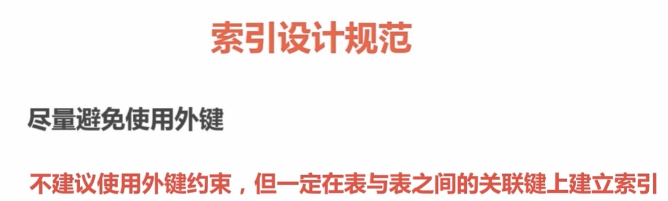 索引设计规范
尽量避免使用外键
不建议使用外键约束，但一定在表与表之间的关联键上建立索引